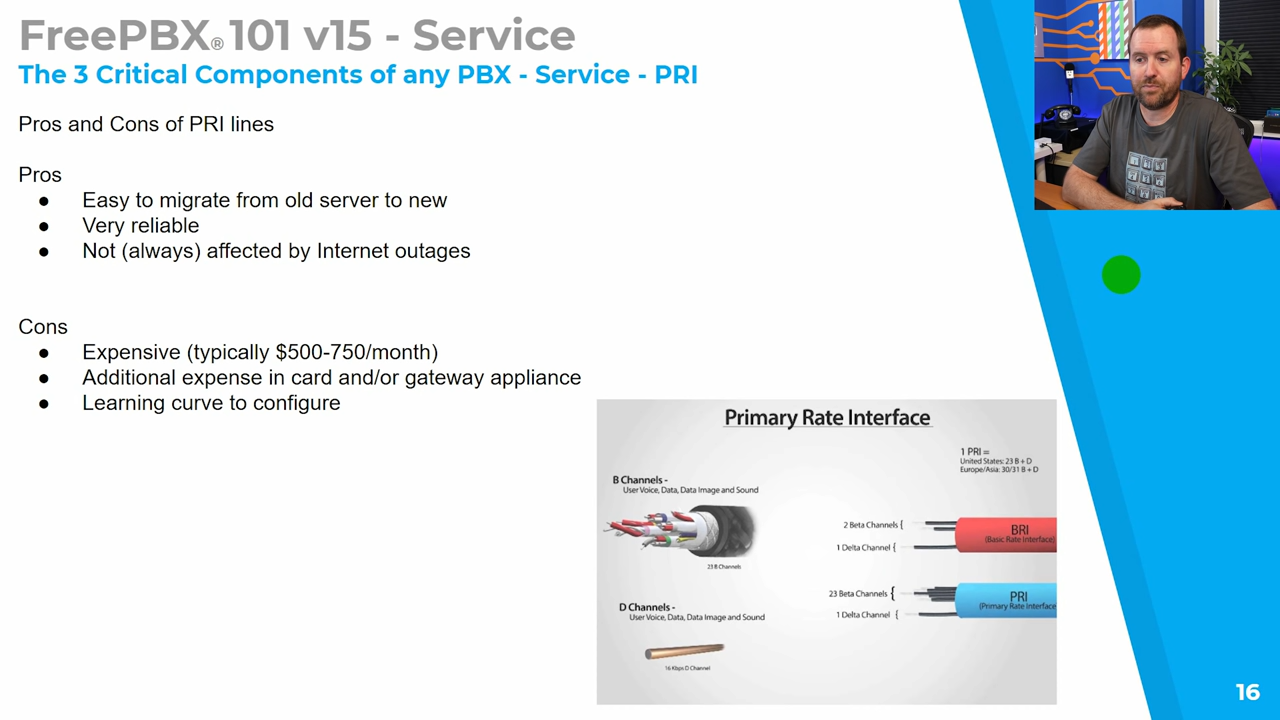 FreePBX® 101 v15 - Service
The 3 Critical Components of any PBX - Service - PRI
Pros and Cons of PRI lines
Pros
● Easy to migrate from old server to new
● Very reliable
● Not (always) affected by Internet outages
Cons
● Expensive (typically $500-750/month)
● Additional expense in card and/or gateway appliance
● Learning curve to configure
Primary Rate Interface
1 PRI =
United States: 23 B + D
Europe/Asia: 30/31 B + D
B Channels -
User Voice, Data, Data Image and Sound
23 B Channels
2 Beta Channels {
1 Delta Channel {
BRI
(Basic Rate Interface)
D Channels -
User Voice, Data, Data Image and Sound
16 Kbps D Channel
23 Beta Channels {
1 Delta Channel {
PRI
(Primary Rate Interface
16